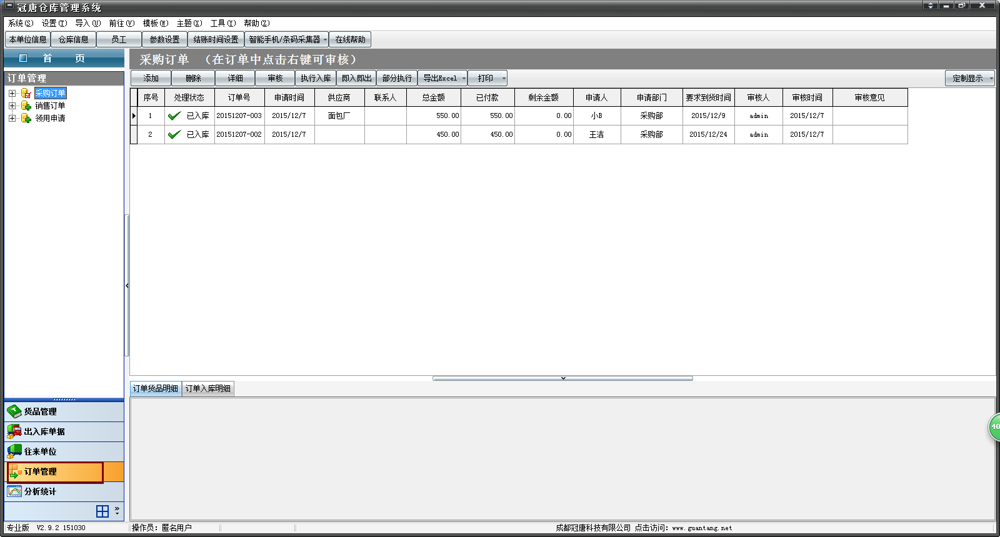 冠唐仓库管理系统
系统(S) 设置(T) 导入(U) 前往(V) 模板(W) 主题(X) 工具(Y) 帮助(Z)
本单位信息 仓库信息 员工 参数设置 结账时间设置 智能手机/条码采集器 在线帮助
首 页
采购订单 （在订单中点击右键可审核）
订单管理
采购订单
销售订单
领用申请
添加 删除 详细 审核 执行入库 即入即出 部分执行 导出Excel 打印 定制显示
序号 处理状态 订单号 申请时间 供应商 联系人 总金额 已付款 剩余金额 申请人 申请部门 要求到货时间 审核人 审核时间 审核意见
1 已入库 20151207-003 2015/12/7 面包厂 550.00 550.00 0.00 小B 采购部 2015/12/9 admin 2015/12/7
2 已入库 20151207-002 2015/12/7 450.00 450.00 0.00 王洁 采购部 2015/12/24 admin 2015/12/7
订单货品明细 订单入库明细
货品管理
出入库单据
往来单位
订单管理
分析统计
40
专业版 V2.9.2 151030 操作员：匿名用户 成都冠唐科技有限公司 点击访问：www.guantang.net